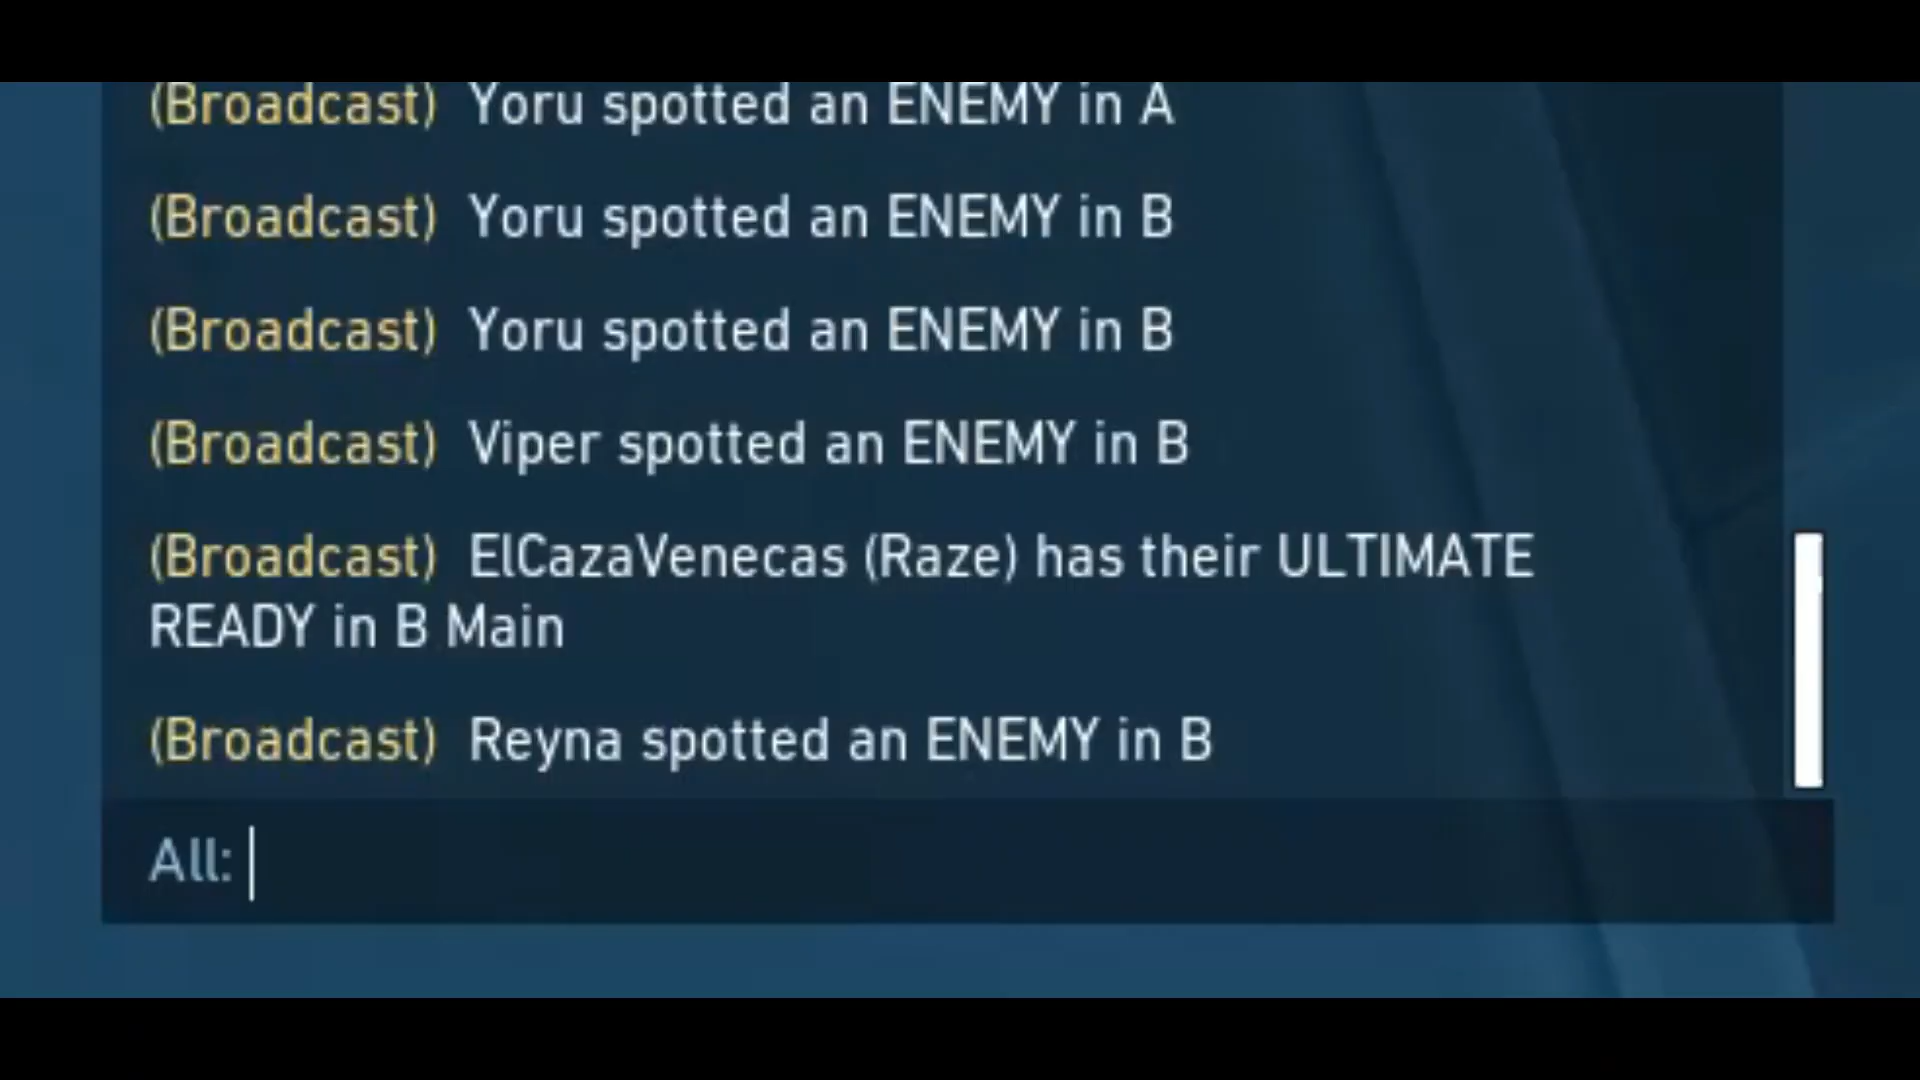 (Broadcast) Yoru spotted an ENEMY in A
(Broadcast) Yoru spotted an ENEMY in B
(Broadcast) Yoru spotted an ENEMY in B
(Broadcast) Viper spotted an ENEMY in B
(Broadcast) ElCazaVenecas (Raze) has their ULTIMATE
READY in B Main
(Broadcast) Reyna spotted an ENEMY in B
All: